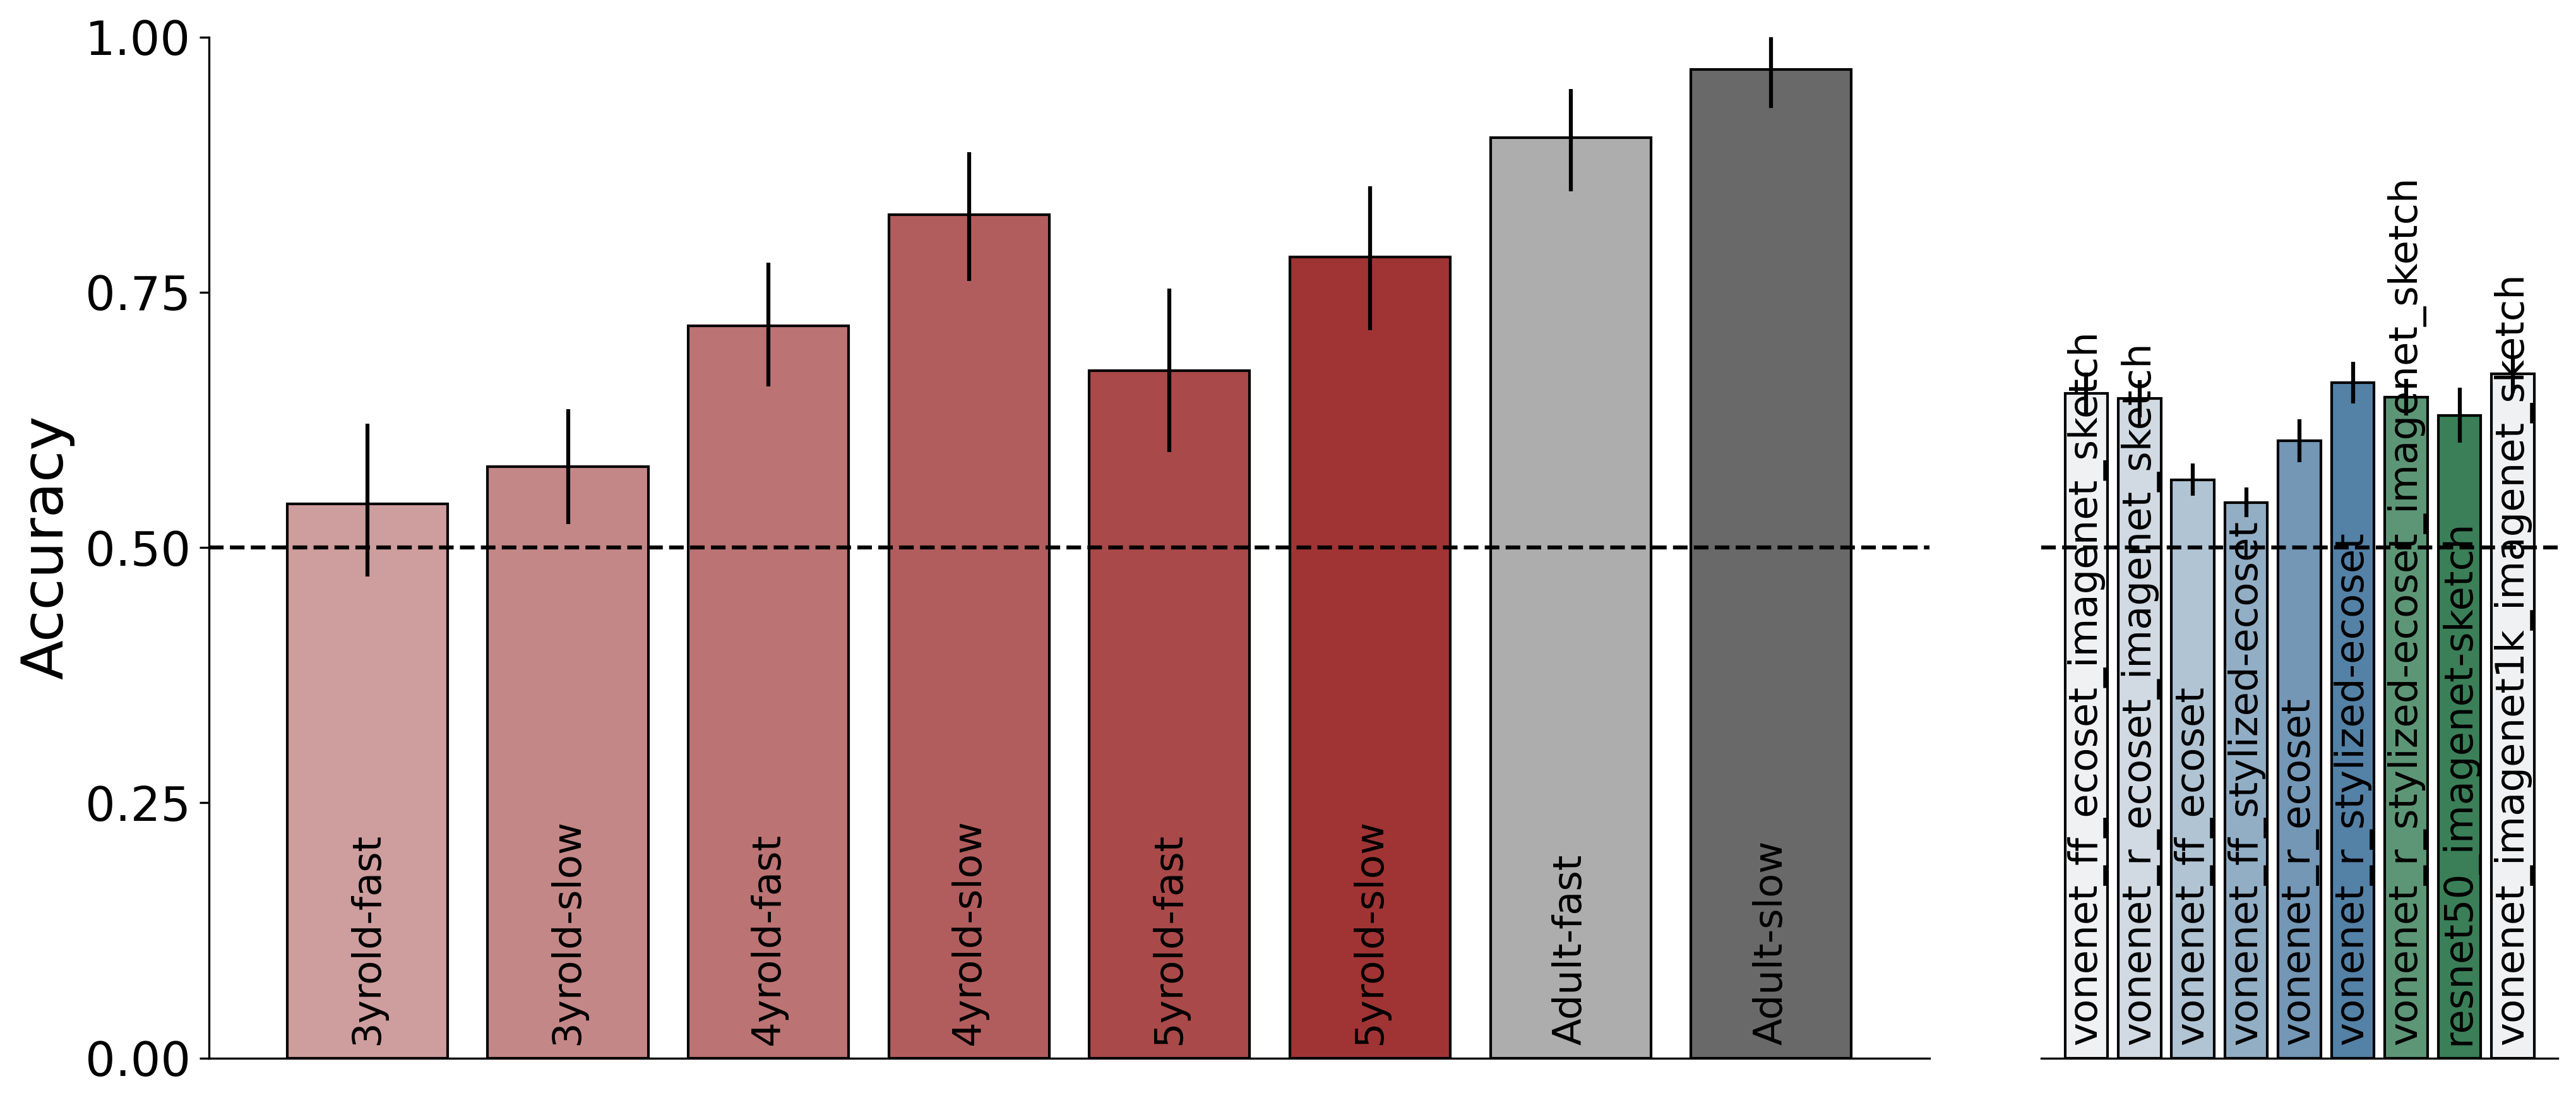 Accuracy
1.00
0.75
0.50
0.25
0.00
3yrold-fast
3yrold-slow
4yrold-fast
4yrold-slow
5yrold-fast
5yrold-slow
Adult-fast
Adult-slow
vonenet_ff_ecoset_imagenet_sketch
vonenet_r_ecoset_imagenet_sketch
vonenet_ff_ecoset
vonenet_ff_stylized-ecoset
vonenet_r_ecoset
vonenet_r_stylized-ecoset
vonenet_r_stylized-ecoset_imagenet_sketch
resnet50_imagenet-sketch
vonenet_imagenet1k_imagenet_sketch